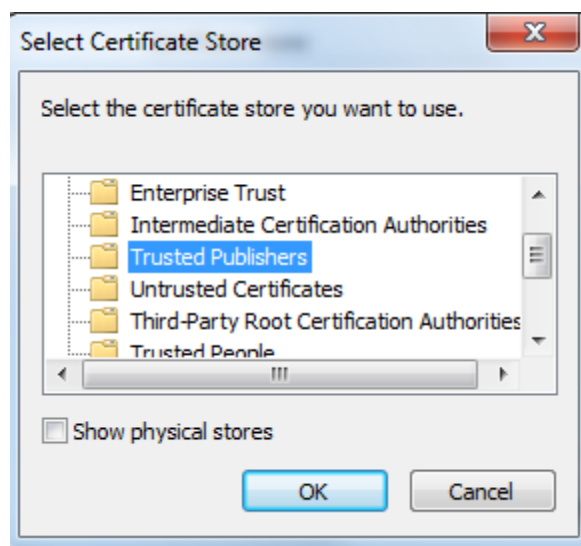 Select Certificate Store
Select the certificate store you want to use.
Enterprise Trust
Intermediate Certification Authorities
Trusted Publishers
Untrusted Certificates
Third-Party Root Certification Authorities
Trusted People
Show physical stores
OK
Cancel